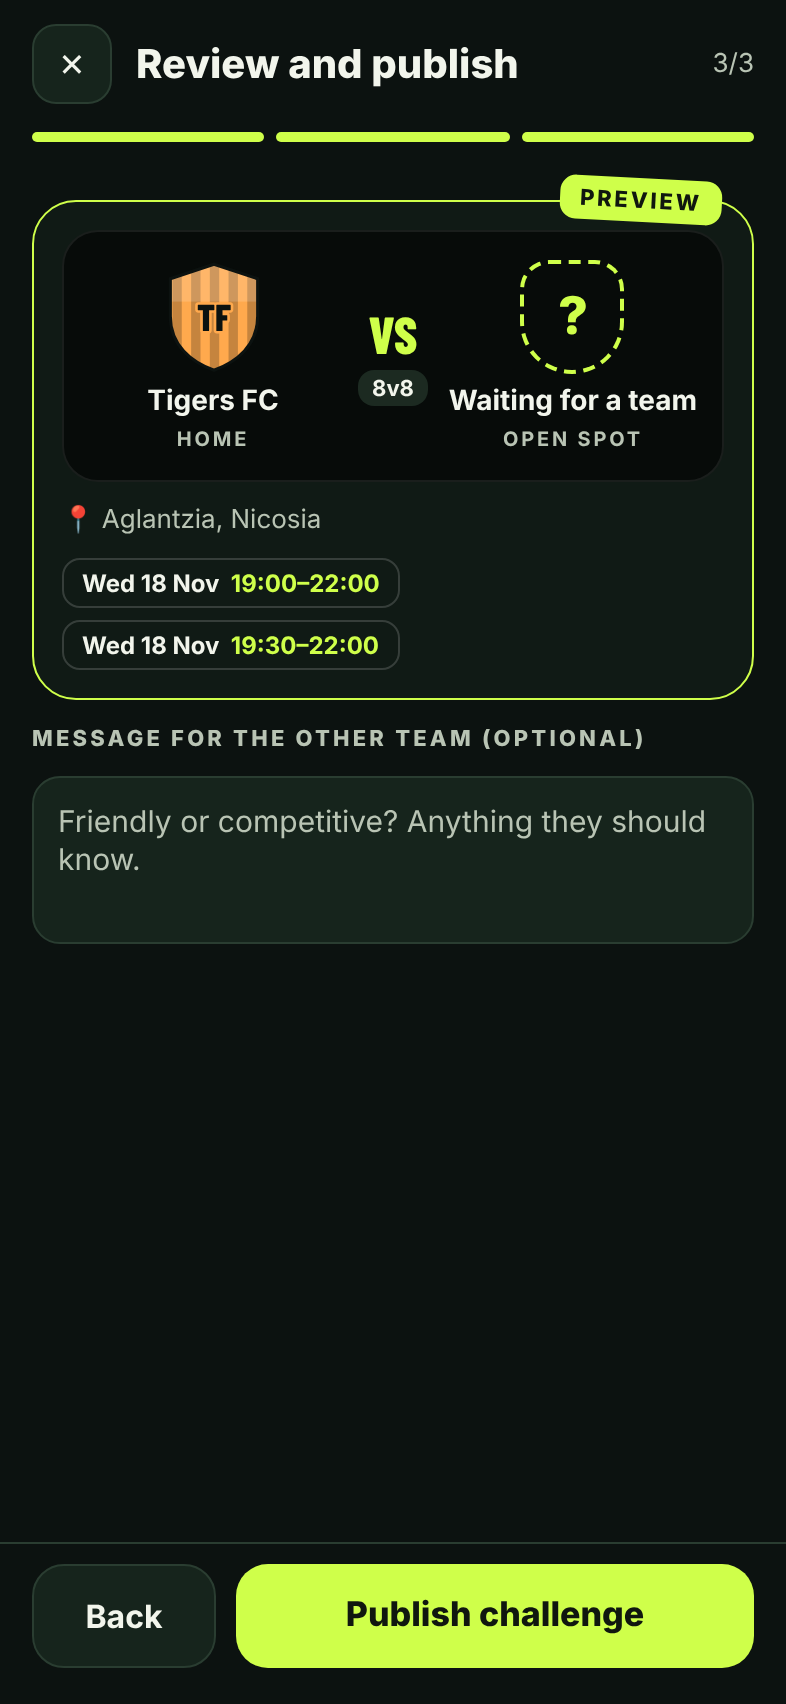 × Review and publish 3/3
PREVIEW
TF
?
VS
8v8
Tigers FC
HOME
Waiting for a team
OPEN SPOT
📍 Aglantzia, Nicosia
Wed 18 Nov 19:00–22:00
Wed 18 Nov 19:30–22:00
MESSAGE FOR THE OTHER TEAM (OPTIONAL)
Friendly or competitive? Anything they should
know.
Back
Publish challenge